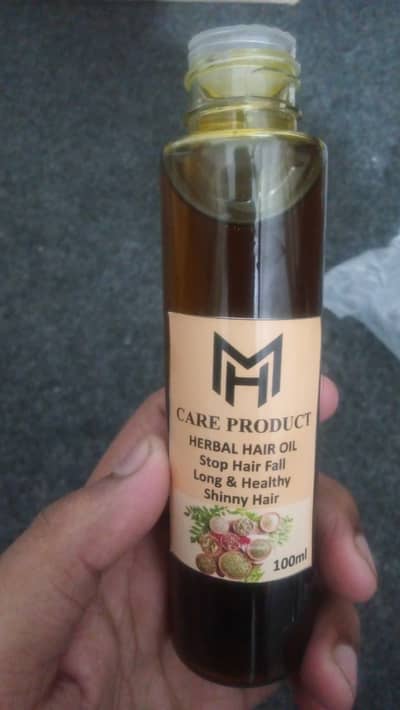 MH
CARE PRODUCT
HERBAL HAIR OIL
Stop Hair Fall
Long & Healthy
Shinny Hair
100ml